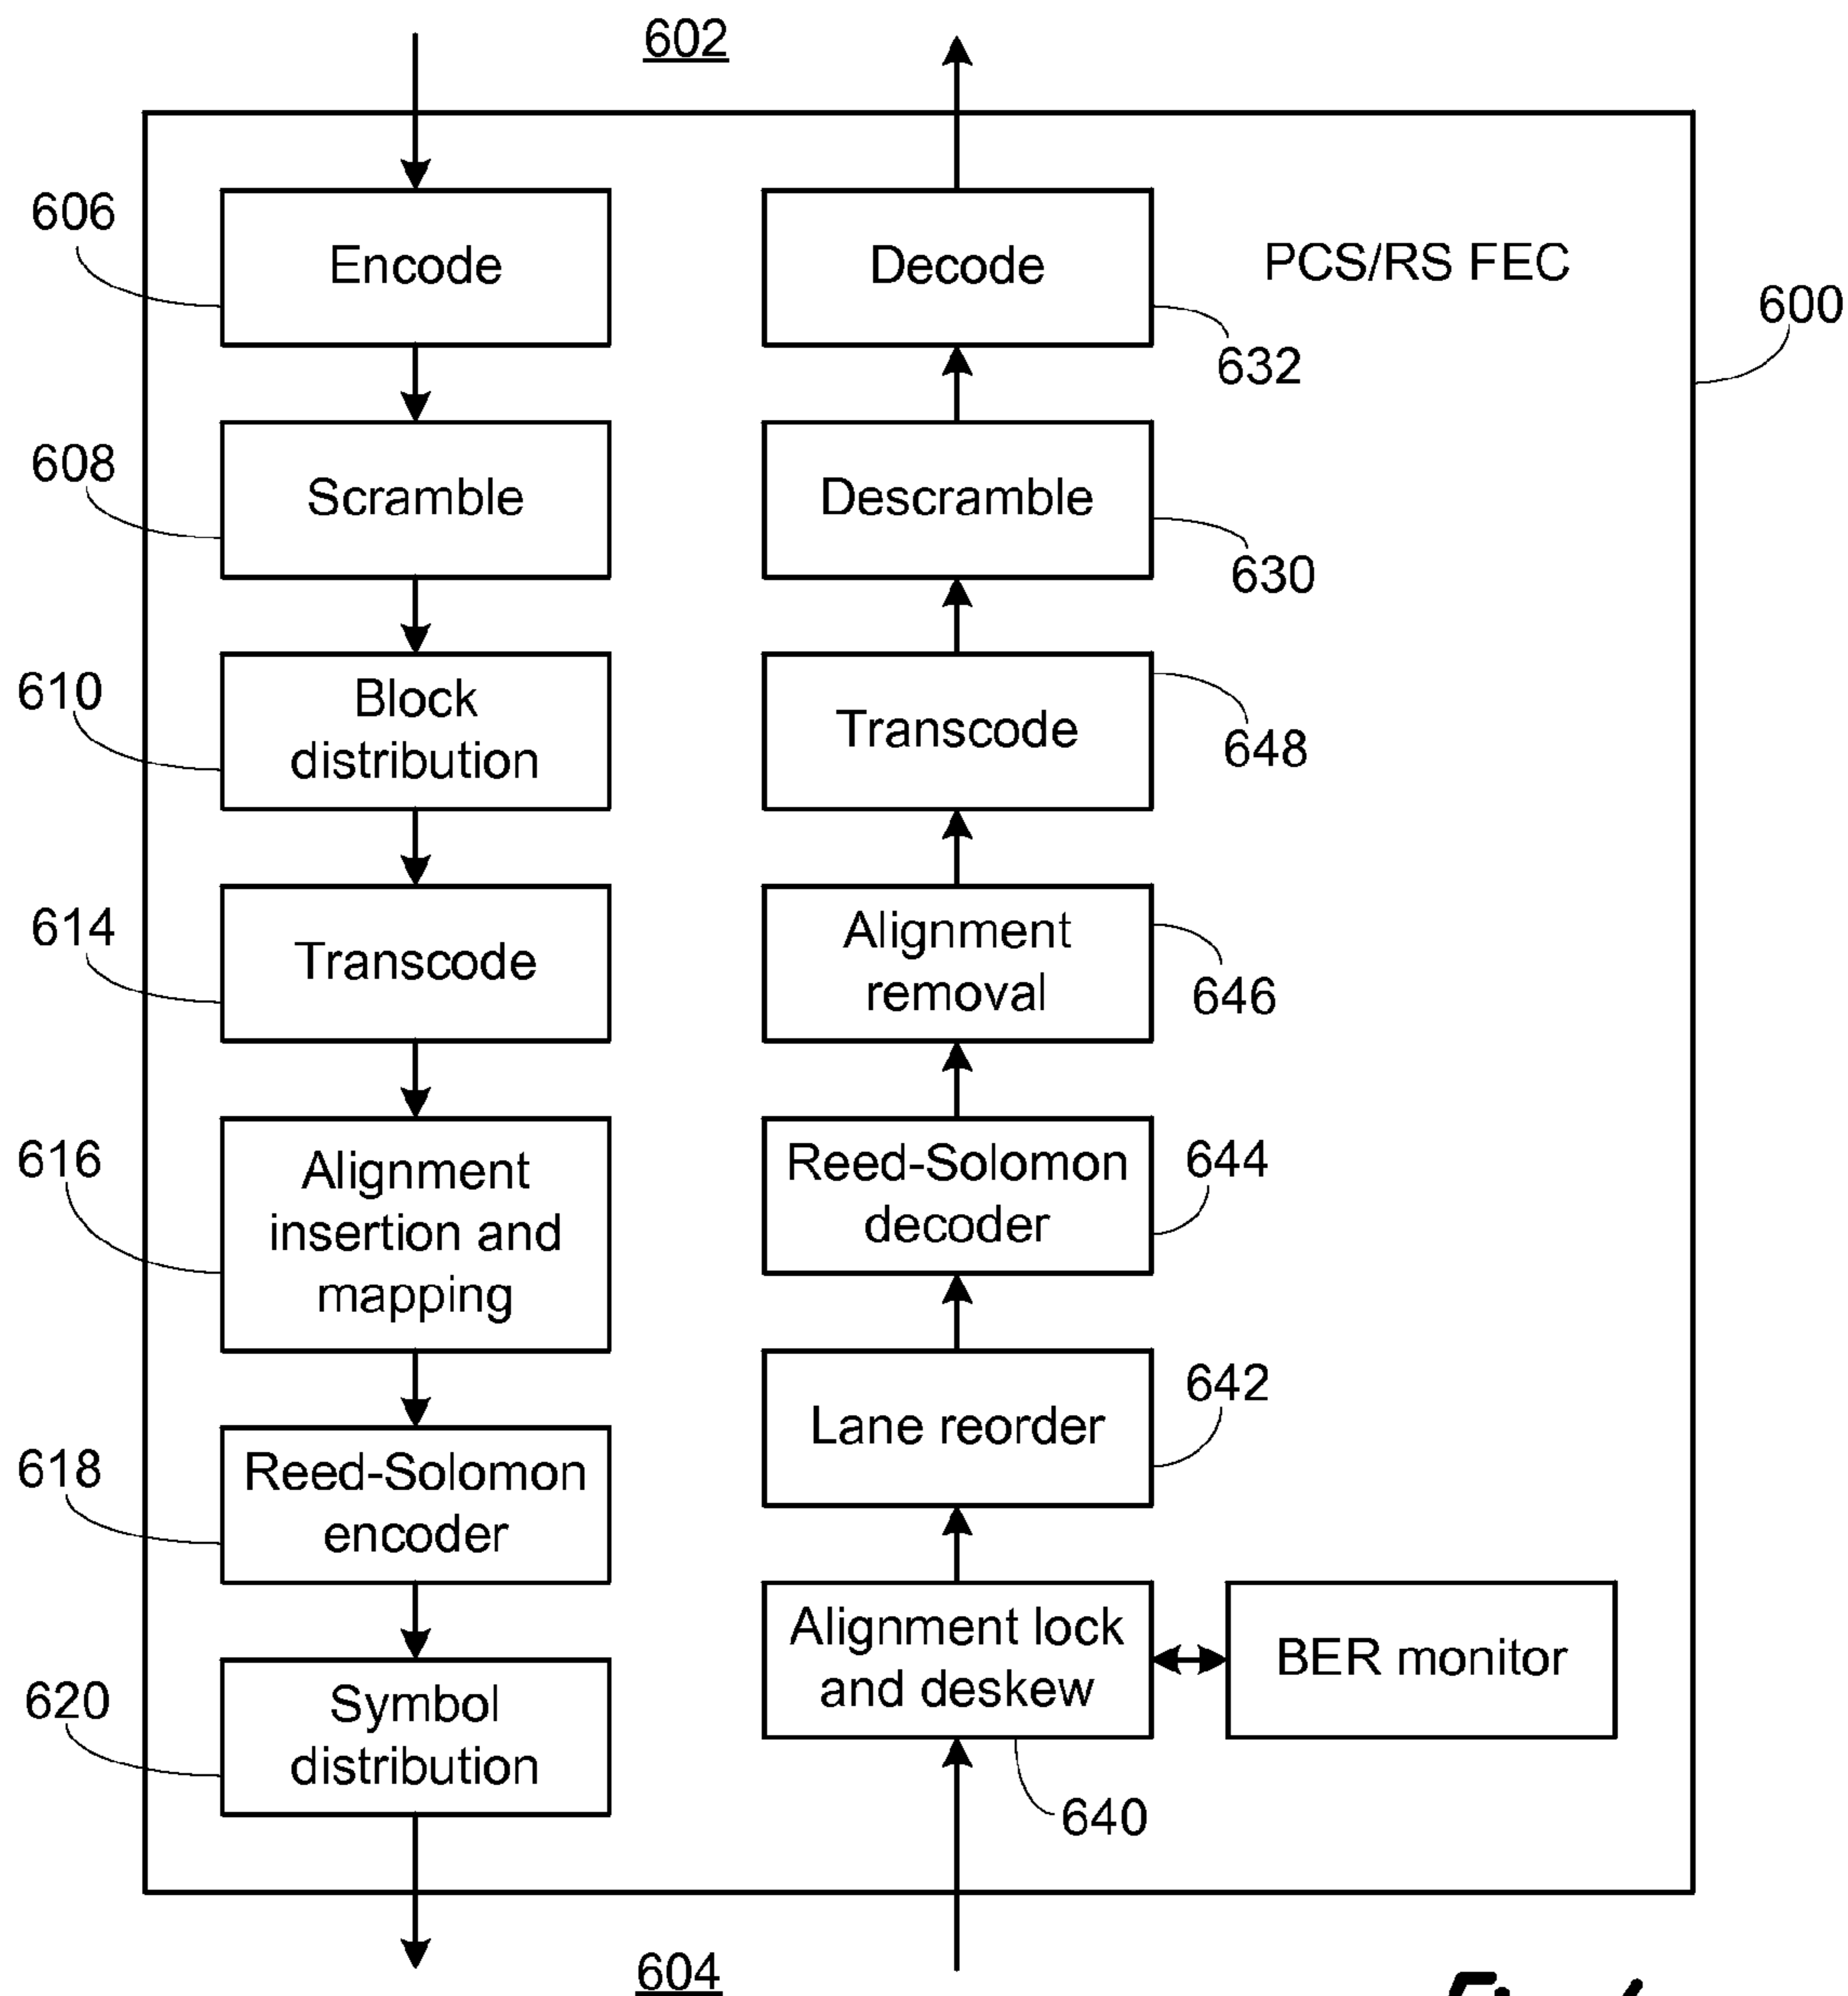 602
606
Encode
Decode
PCS/RS FEC
600
632
608
Scramble
Descramble
630
610
Block
distribution
Transcode
648
614
Transcode
Alignment
removal
646
616
Alignment
insertion and
mapping
Reed-Solomon
decoder
644
642
Lane reorder
618
Reed-Solomon
encoder
Alignment lock
and deskew
BER monitor
620
Symbol
distribution
640
604